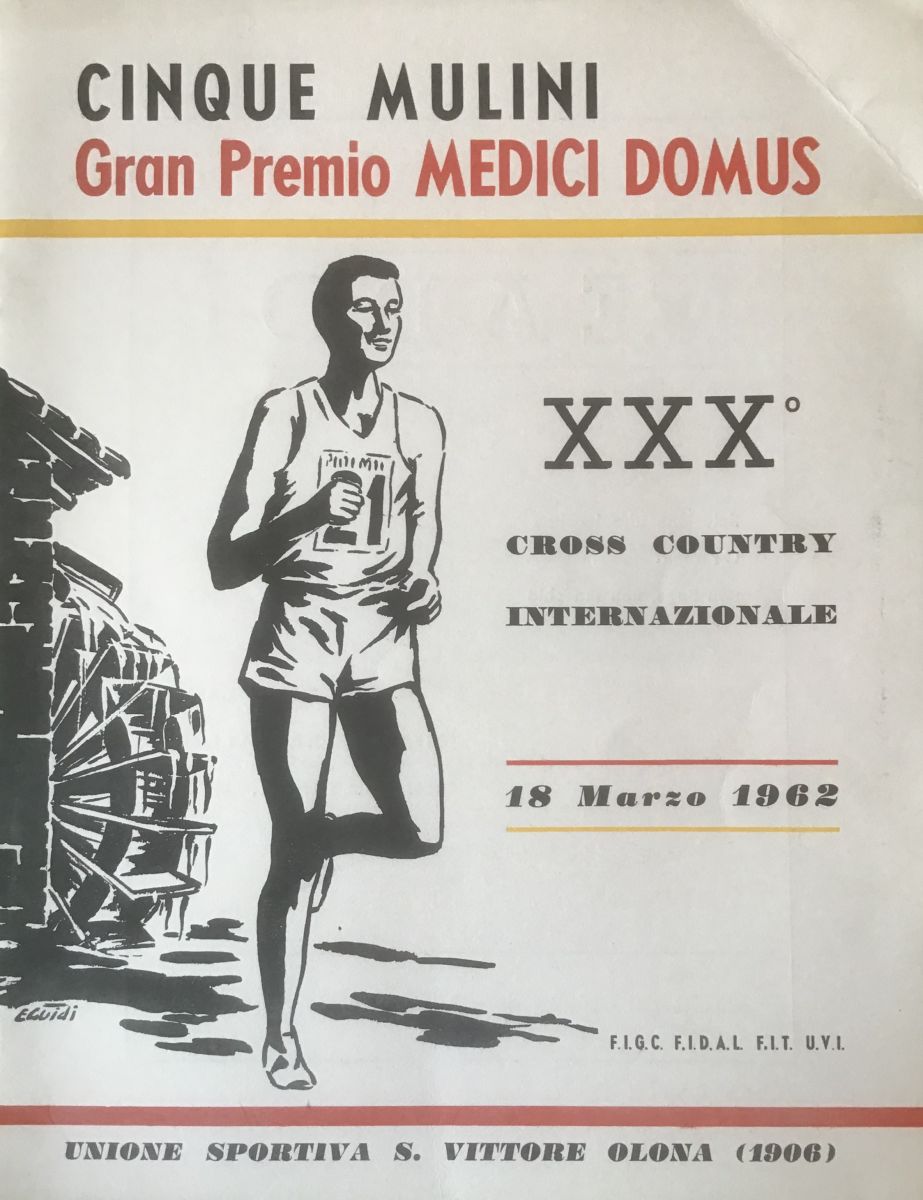 CINQUE MULINI
Gran Premio MEDICI DOMUS
XXX°
CROSS COUNTRY
INTERNAZIONALE
18 Marzo 1962
21
EGUIDI
F.I.G.C. F.I.D.A.L. F.I.T. U.V.I.
UNIONE SPORTIVA S. VITTORE OLONA (1906)